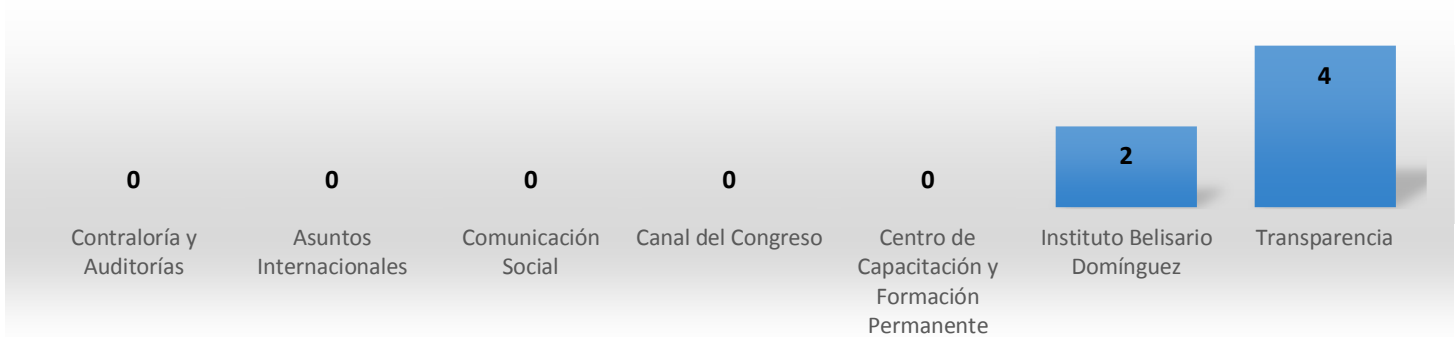 4
2
0 0 0 0 0
Contraloría y Auditorías
Asuntos Internacionales
Comunicación Social
Canal del Congreso
Centro de Capacitación y Formación Permanente
Instituto Belisario Domínguez
Transparencia